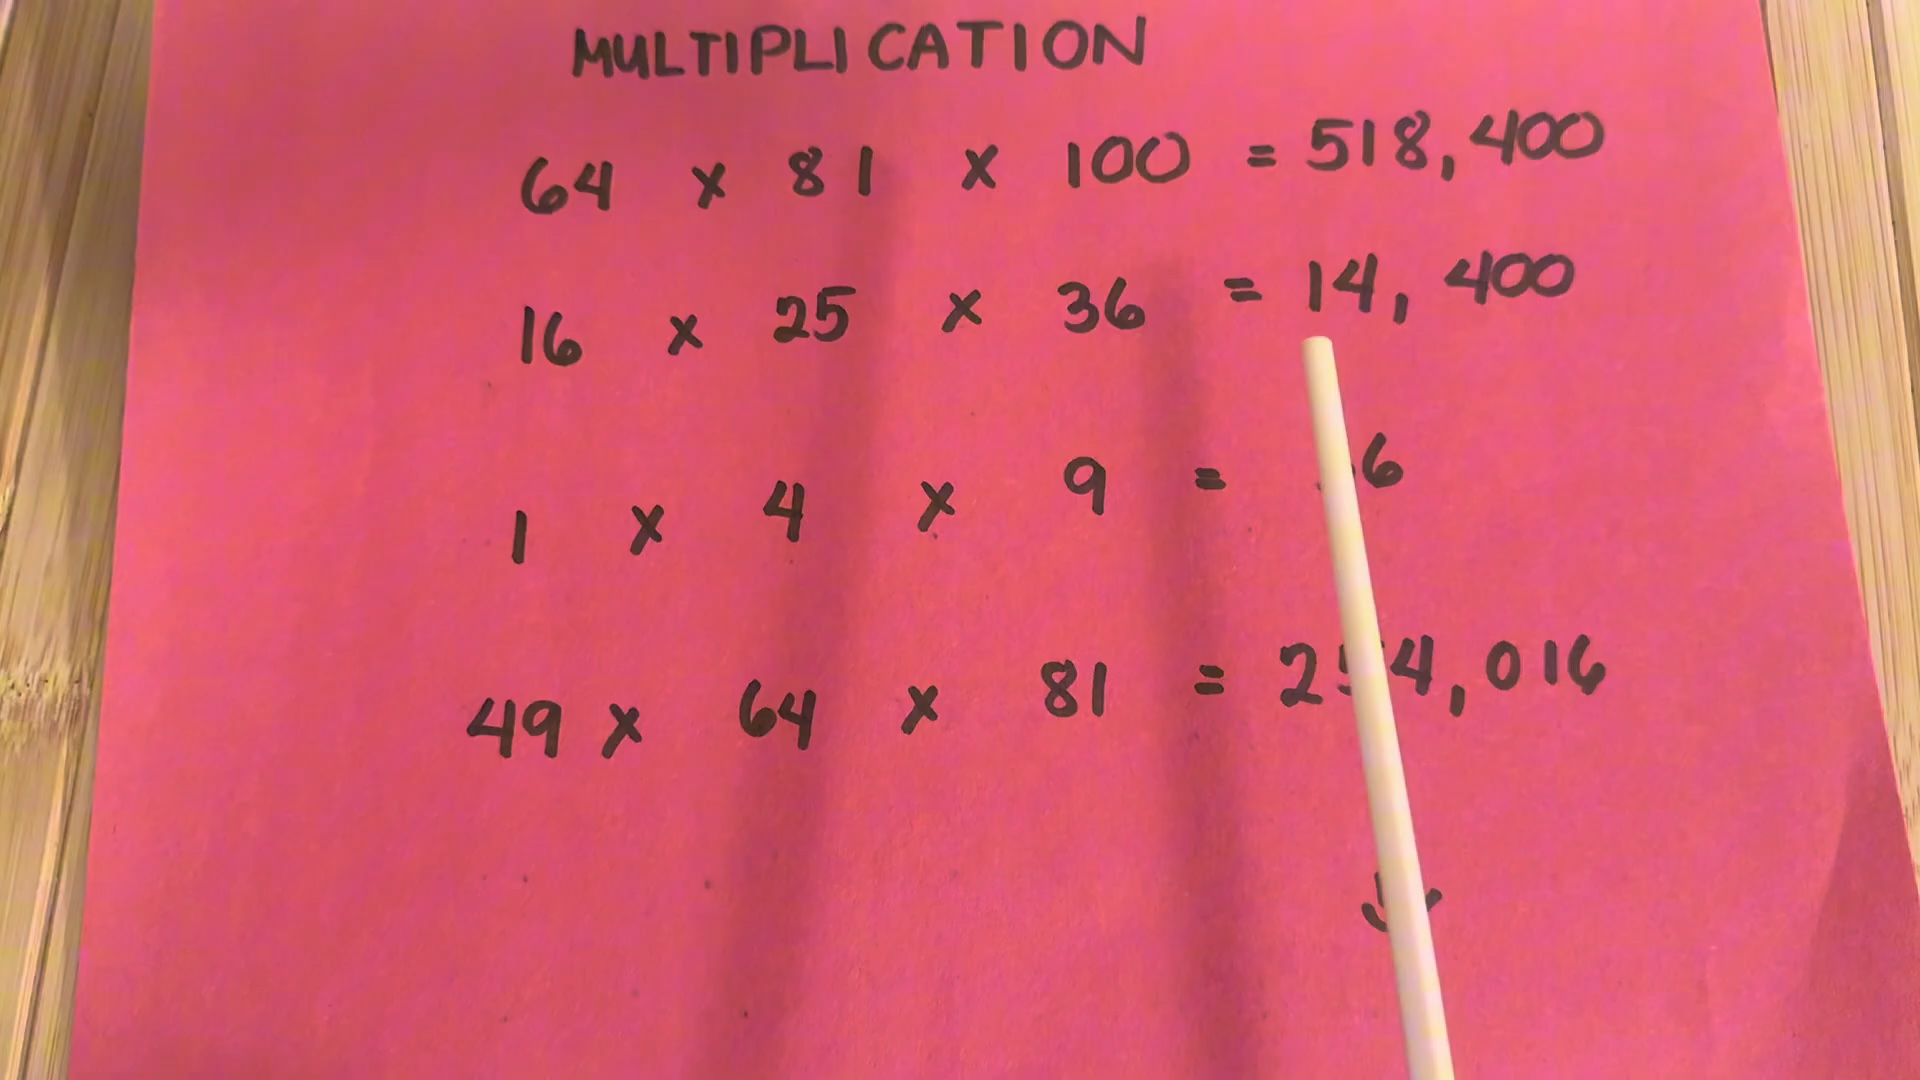 MULTIPLICATION
64 x 81 x 100 = 518,400
16 x 25 x 36 = 14,400
1 x 4 x 9 =
49 x 64 x 81 =